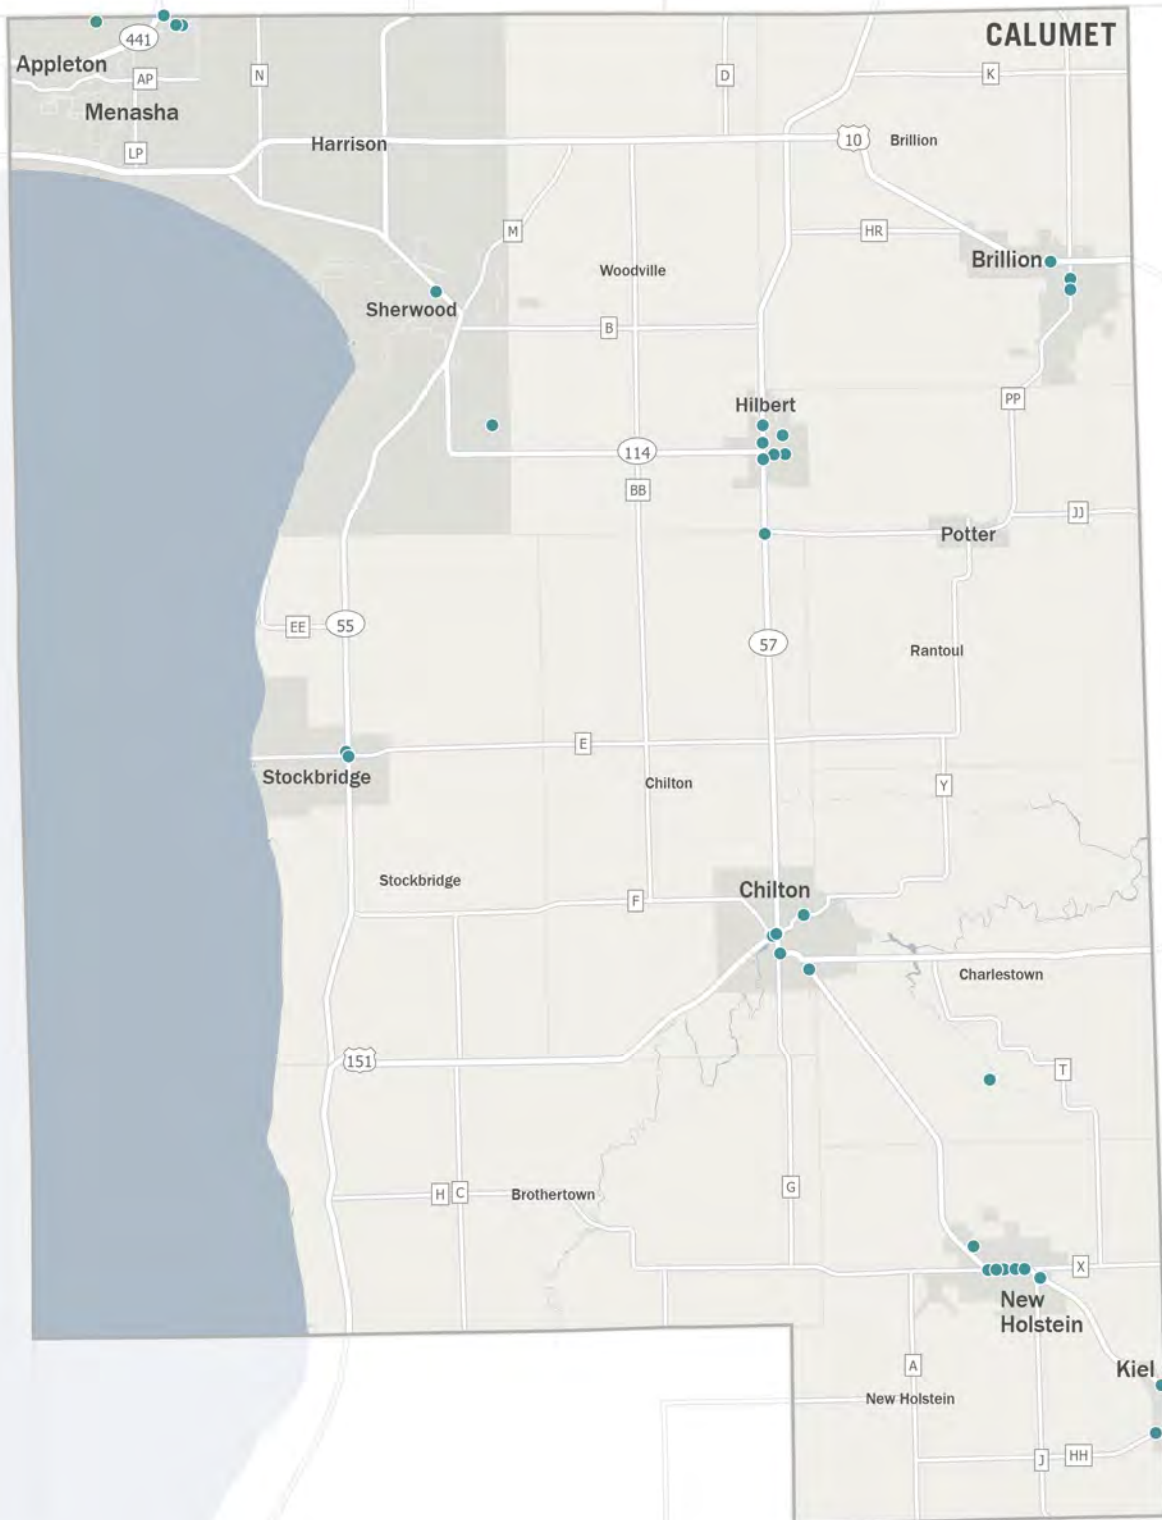 CALUMET
441
Appleton
AP
N
D
K
Menasha
LP
Harrison
10
Brillion
M
HR
Woodville
Brillion
Sherwood
B
Hilbert
PP
114
BB
JJ
Potter
EE
55
57
Rantoul
E
Stockbridge
Chilton
Y
Stockbridge
Chilton
F
Charlestown
151
T
H
C
Brothertown
G
X
New
Holstein
A
Kiel
New Holstein
J
HH